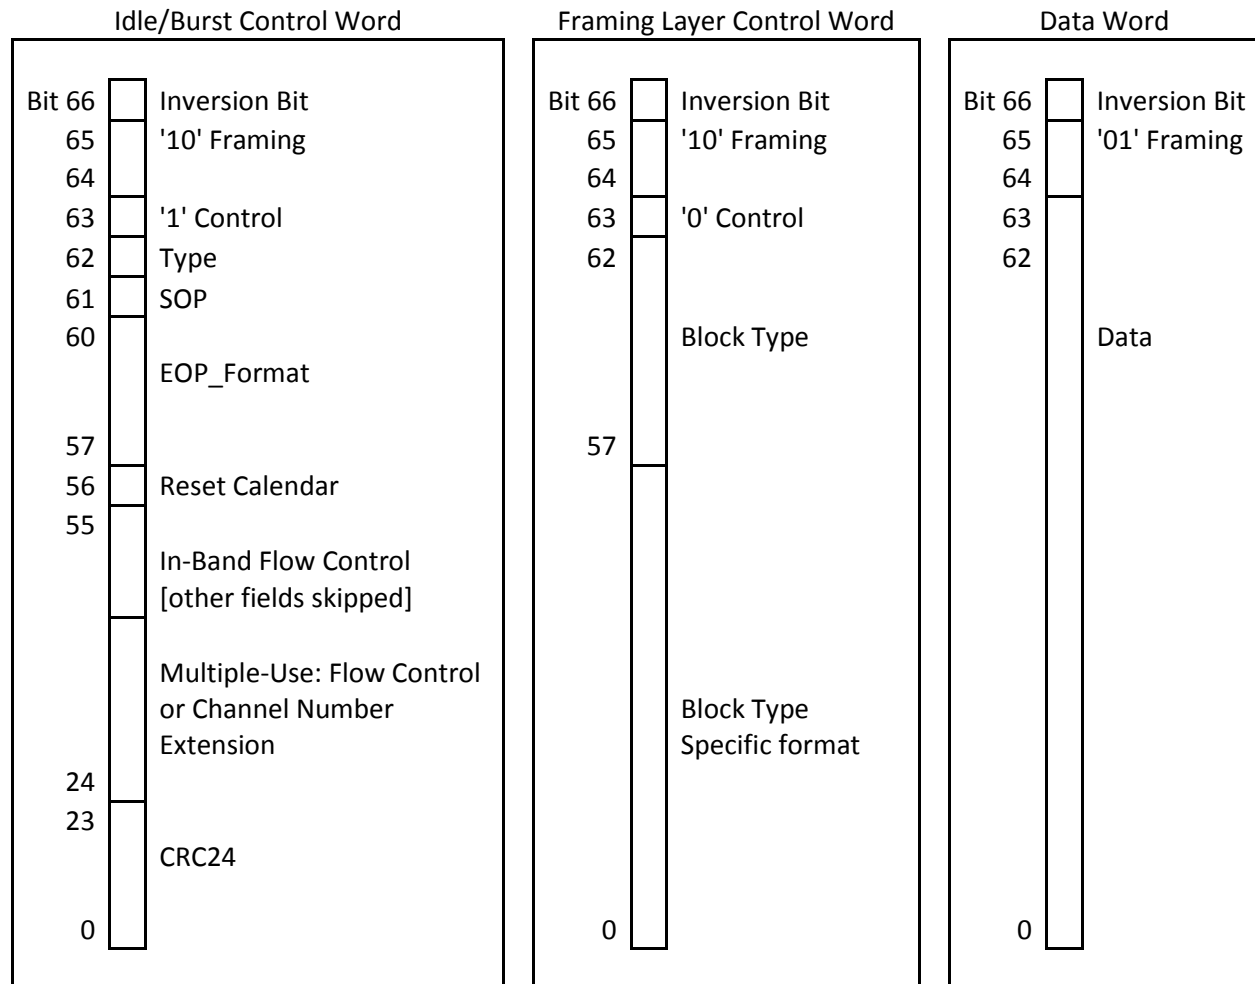 Idle/Burst Control Word
Bit 66 Inversion Bit
65 '10' Framing
64
63 '1' Control
62 Type
61 SOP
60
EOP_Format
57
56 Reset Calendar
55
In-Band Flow Control
[other fields skipped]
Multiple-Use: Flow Control
or Channel Number
Extension
24
23
CRC24
0
Framing Layer Control Word
Bit 66 Inversion Bit
65 '10' Framing
64
63 '0' Control
62
Block Type
57
Block Type
Specific format
0
Data Word
Bit 66 Inversion Bit
65 '01' Framing
64
63
62
Data
0